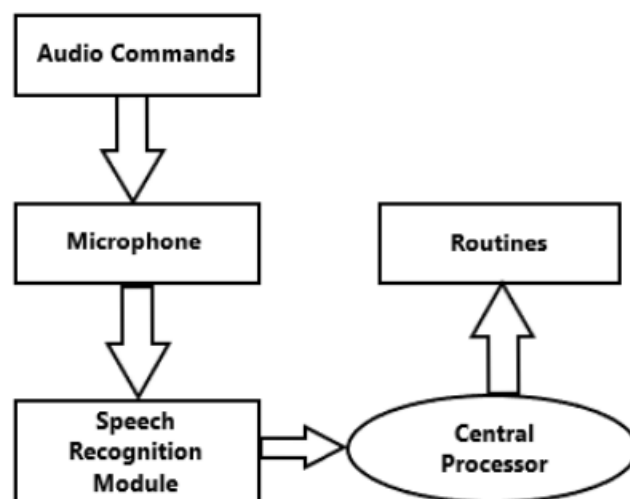 Audio Commands
Microphone
Routines
Speech
Recognition
Module
Central
Processor